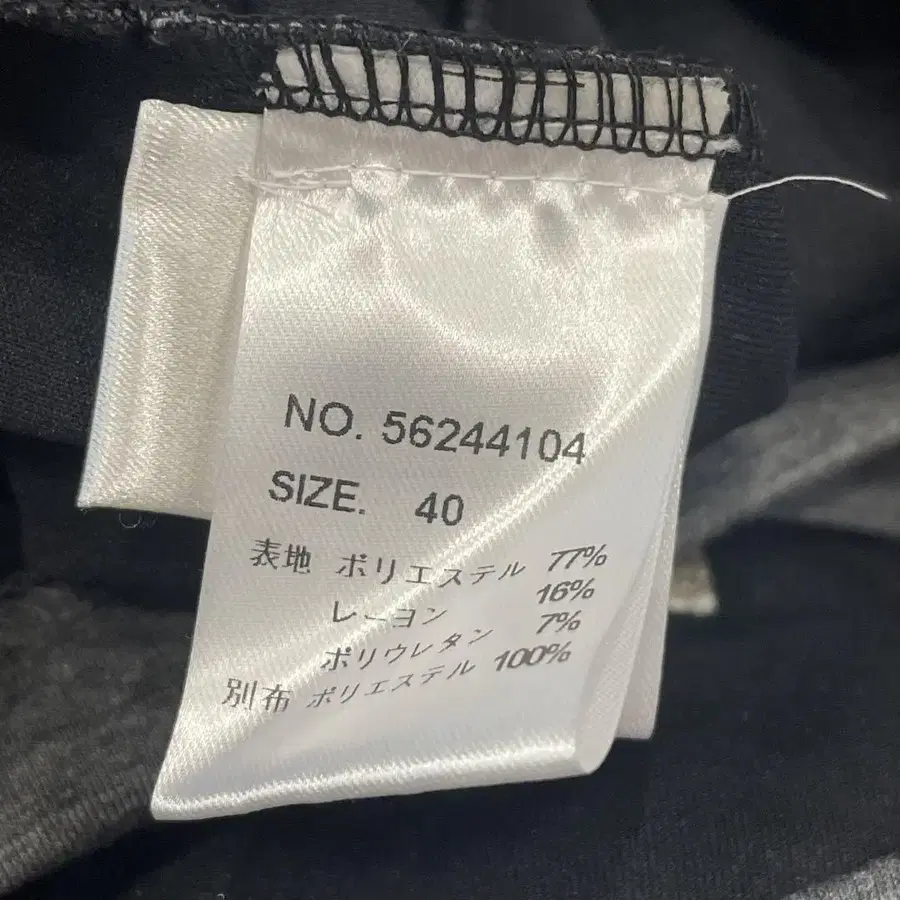 NO. 56244104
SIZE. 40
表地 ポリエステル 77%
レーヨン 16%
ポリウレタン 7%
別布 ポリエステル 100%